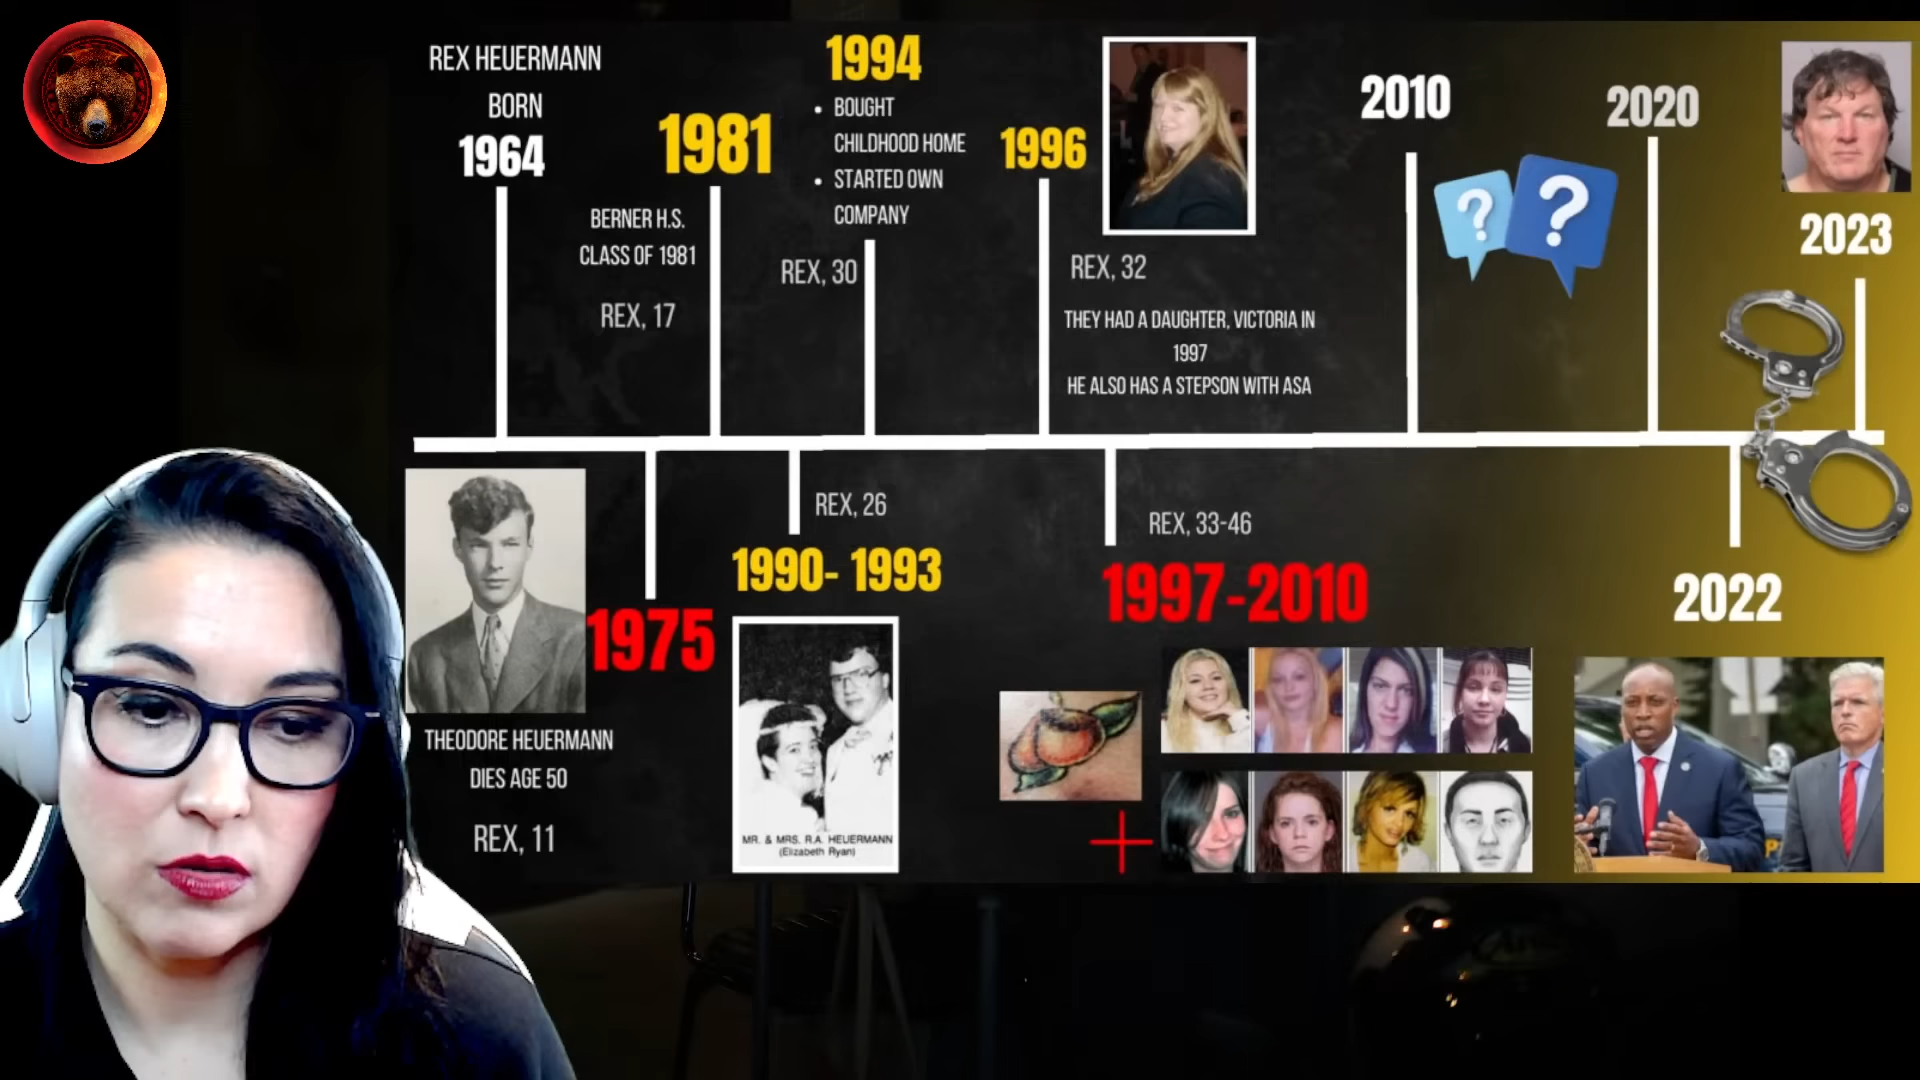 REX HEUERMANN
BORN
1964
BERNER H.S.
CLASS OF 1981
REX, 17
1981
1994
• BOUGHT
CHILDHOOD HOME
• STARTED OWN
COMPANY
REX, 30
1996
REX, 32
THEY HAD A DAUGHTER, VICTORIA IN
1997
HE ALSO HAS A STEPSON WITH ASA
2010
? ?
2020
2023
THEODORE HEUERMANN
DIES AGE 50
REX, 11
1975
REX, 26
1990- 1993
MR. & MRS. R.A. HEUERMANN
(Elizabeth Ryan)
REX, 33-46
1997-2010
+
2022